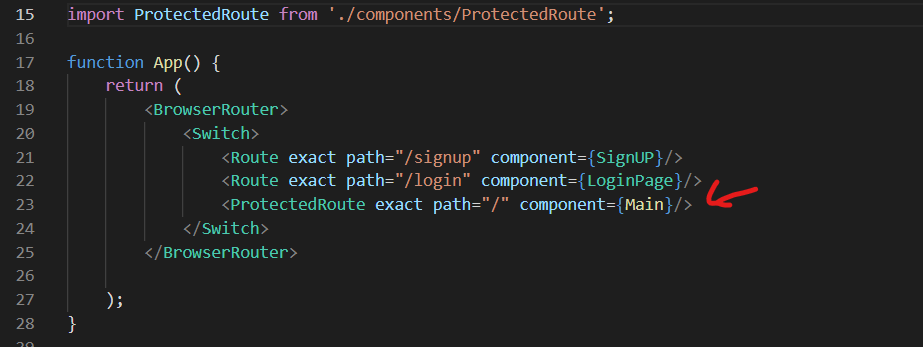 15 import ProtectedRoute from './components/ProtectedRoute';
16
17 function App() {
18     return (
19         <BrowserRouter>
20             <Switch>
21                 <Route exact path="/signup" component={SignUP}/>
22                 <Route exact path="/login" component={LoginPage}/>
23                 <ProtectedRoute exact path="/" component={Main}/>
24             </Switch>
25         </BrowserRouter>
26
27     );
28 }